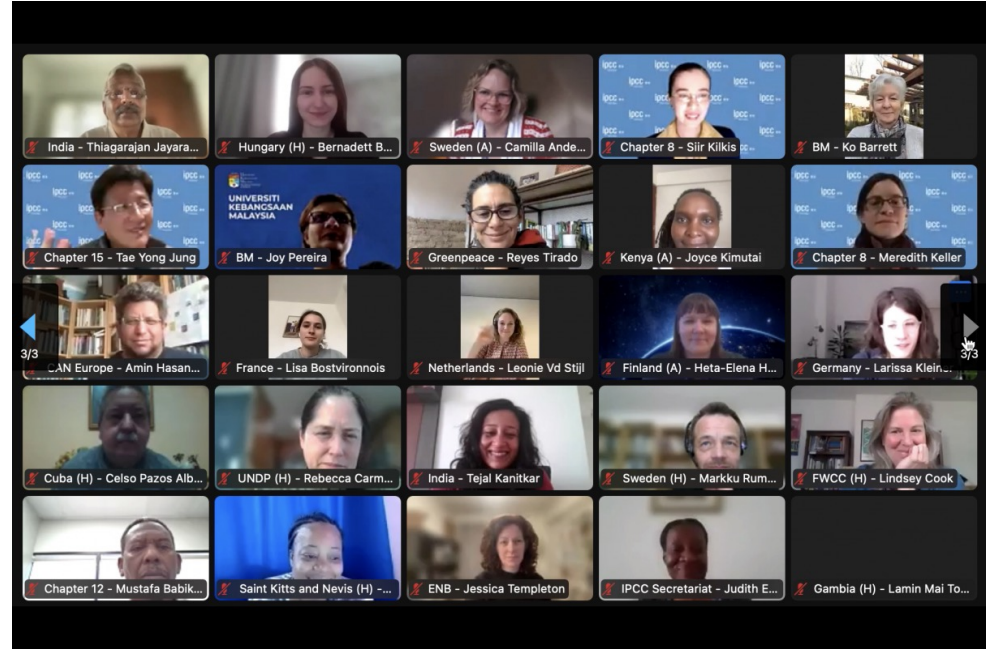 India - Thiagarajan Jayara...
Hungary (H) - Bernadett B...
Sweden (A) - Camilla Ande...
ipcc
Chapter 8 - Siir Kilkis
BM - Ko Barrett
ipcc
Chapter 15 - Tae Yong Jung
UNIVERSITI
KEBANGSAAN
MALAYSIA
BM - Joy Pereira
Greenpeace - Reyes Tirado
Kenya (A) - Joyce Kimutai
ipcc
Chapter 8 - Meredith Keller
3/3
CAN Europe - Amin Hasan...
France - Lisa Bostvironnois
Netherlands - Leonie Vd Stijl
Finland (A) - Heta-Elena H...
Germany - Larissa Kleiner
3/3
Cuba (H) - Celso Pazos Alb...
UNDP (H) - Rebecca Carm...
India - Tejal Kanitkar
Sweden (H) - Markku Rum...
FWCC (H) - Lindsey Cook
Chapter 12 - Mustafa Babik...
Saint Kitts and Nevis (H) -...
ENB - Jessica Templeton
IPCC Secretariat - Judith E...
Gambia (H) - Lamin Mai To...